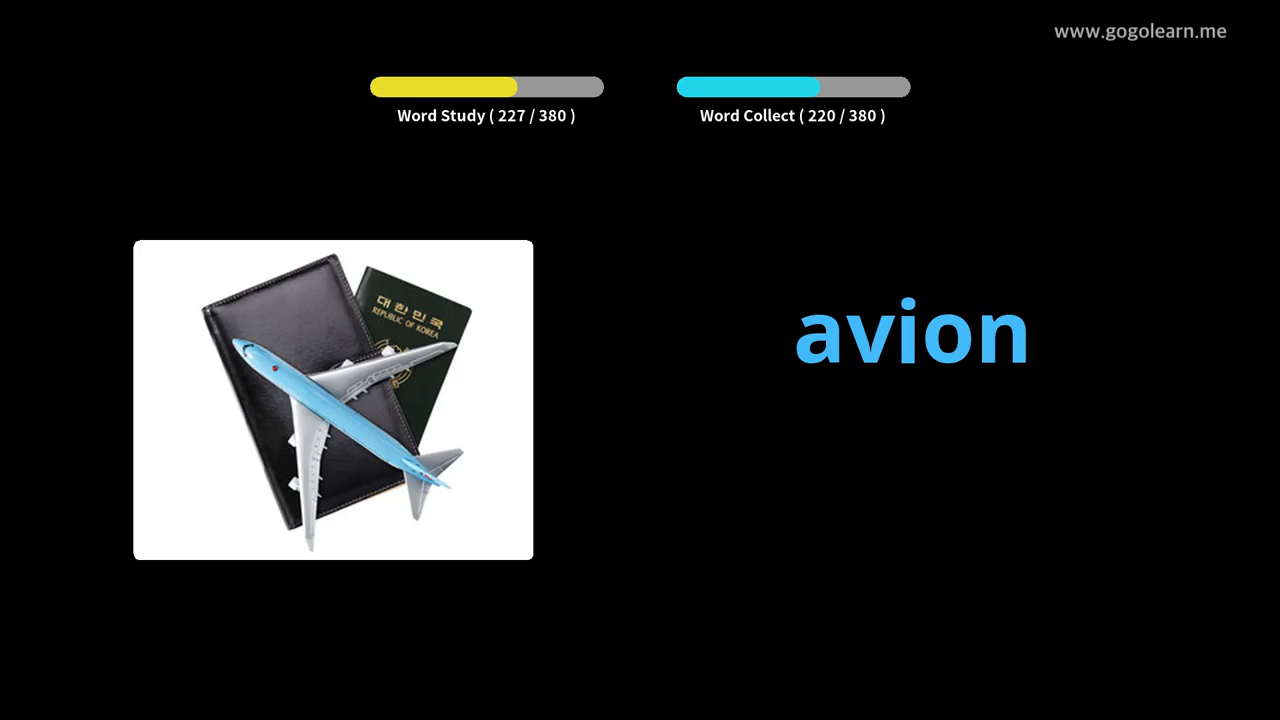 www.gogolearn.me
Word Study ( 227 / 380 )
Word Collect ( 220 / 380 )
대한민국
REPUBLIC OF KOREA
avion